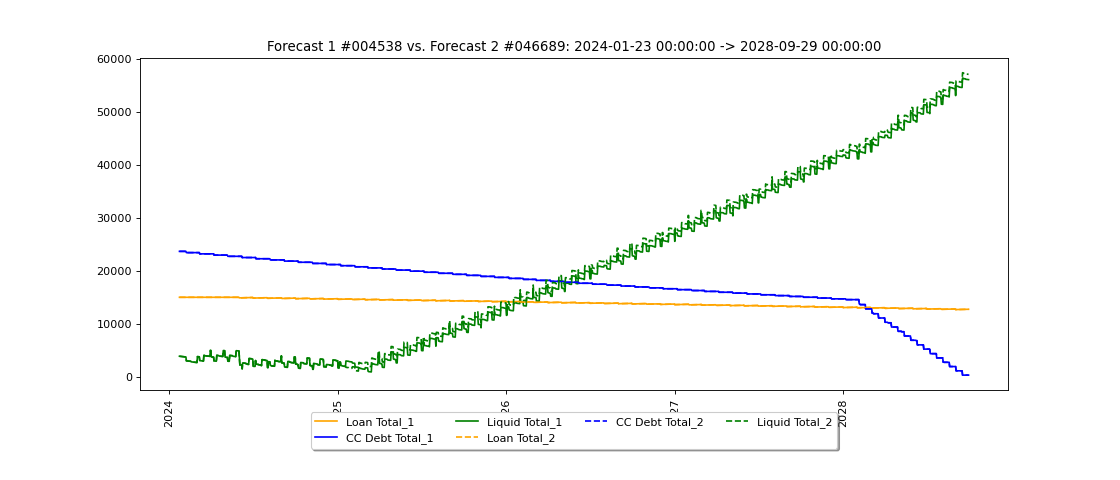 Forecast 1 #004538 vs. Forecast 2 #046689: 2024-01-23 00:00:00 -> 2028-09-29 00:00:00
60000
50000
40000
30000
20000
10000
0
2024
25
26
27
2028
Loan Total_1
Liquid Total_1
CC Debt Total_2
Liquid Total_2
CC Debt Total_1
Loan Total_2